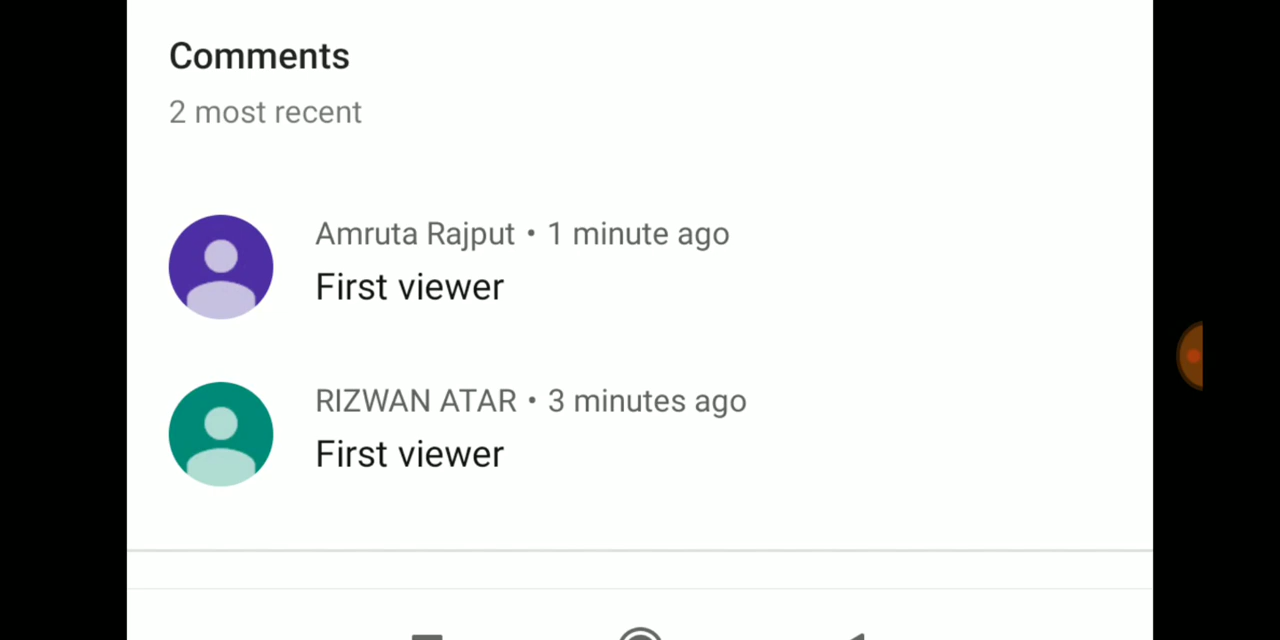 Comments
2 most recent
Amruta Rajput • 1 minute ago
First viewer
RIZWAN ATAR • 3 minutes ago
First viewer